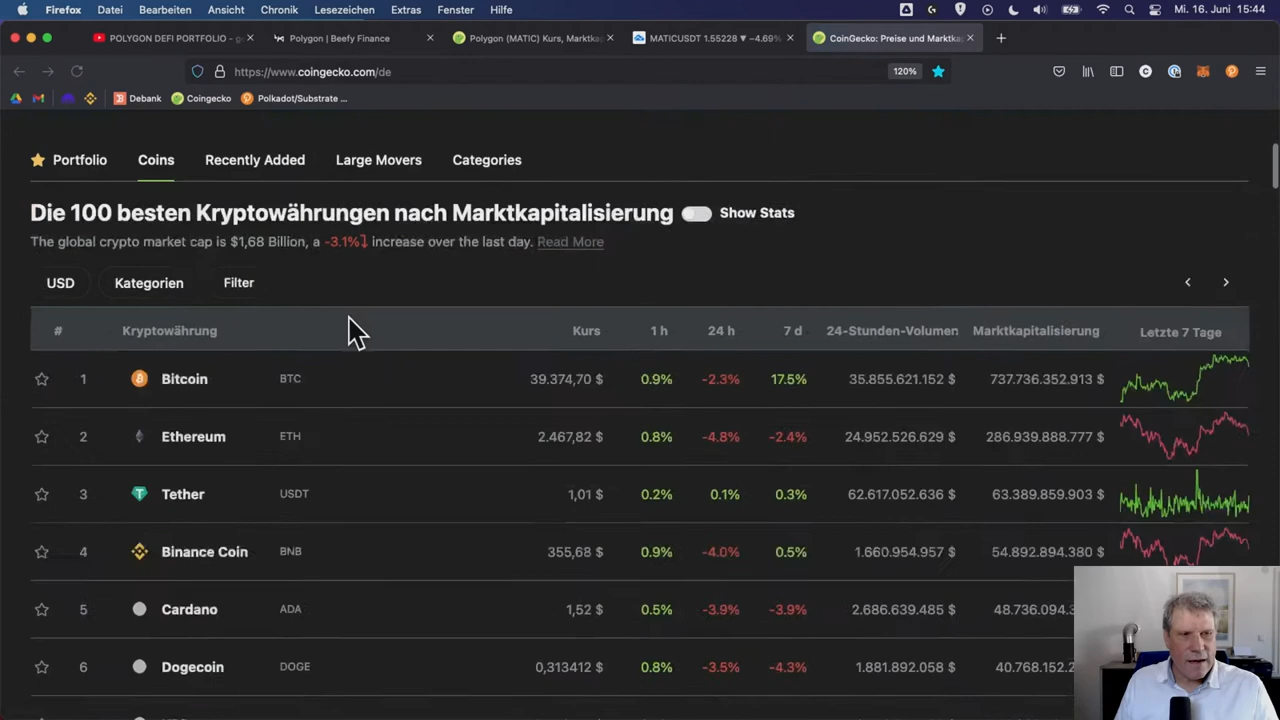 Firefox Datei Bearbeiten Ansicht Chronik Lesezeichen Extras Fenster Hilfe Mi. 16. Juni 15:44
POLYGON DEFI PORTFOLIO - Polygon | Beefy Finance Polygon (MATIC) Kurs, Marktka MATICUSDT 1.55228 ▼ −4.69% CoinGecko: Preise und Marktka
https://www.coingecko.com/de 120%
Debank Coingecko Polkadot/Substrate ...
Portfolio Coins Recently Added Large Movers Categories
Die 100 besten Kryptowährungen nach Marktkapitalisierung Show Stats
The global crypto market cap is $1,68 Billion, a -3.1% increase over the last day. Read More
USD Kategorien Filter
# Kryptowährung Kurs 1 h 24 h 7 d 24-Stunden-Volumen Marktkapitalisierung Letzte 7 Tage
1 Bitcoin BTC 39.374,70 $ 0.9% -2.3% 17.5% 35.855.621.152 $ 737.736.352.913 $
2 Ethereum ETH 2.467,82 $ 0.8% -4.8% -2.4% 24.952.526.629 $ 286.939.888.777 $
3 Tether USDT 1,01 $ 0.2% 0.1% 0.3% 62.617.052.636 $ 63.389.859.903 $
4 Binance Coin BNB 355,68 $ 0.9% -4.0% 0.5% 1.660.954.957 $ 54.892.894.380 $
5 Cardano ADA 1,52 $ 0.5% -3.9% -3.9% 2.686.639.485 $ 48.736.094.
6 Dogecoin DOGE 0,313412 $ 0.8% -3.5% -4.3% 1.881.892.058 $ 40.768.152.